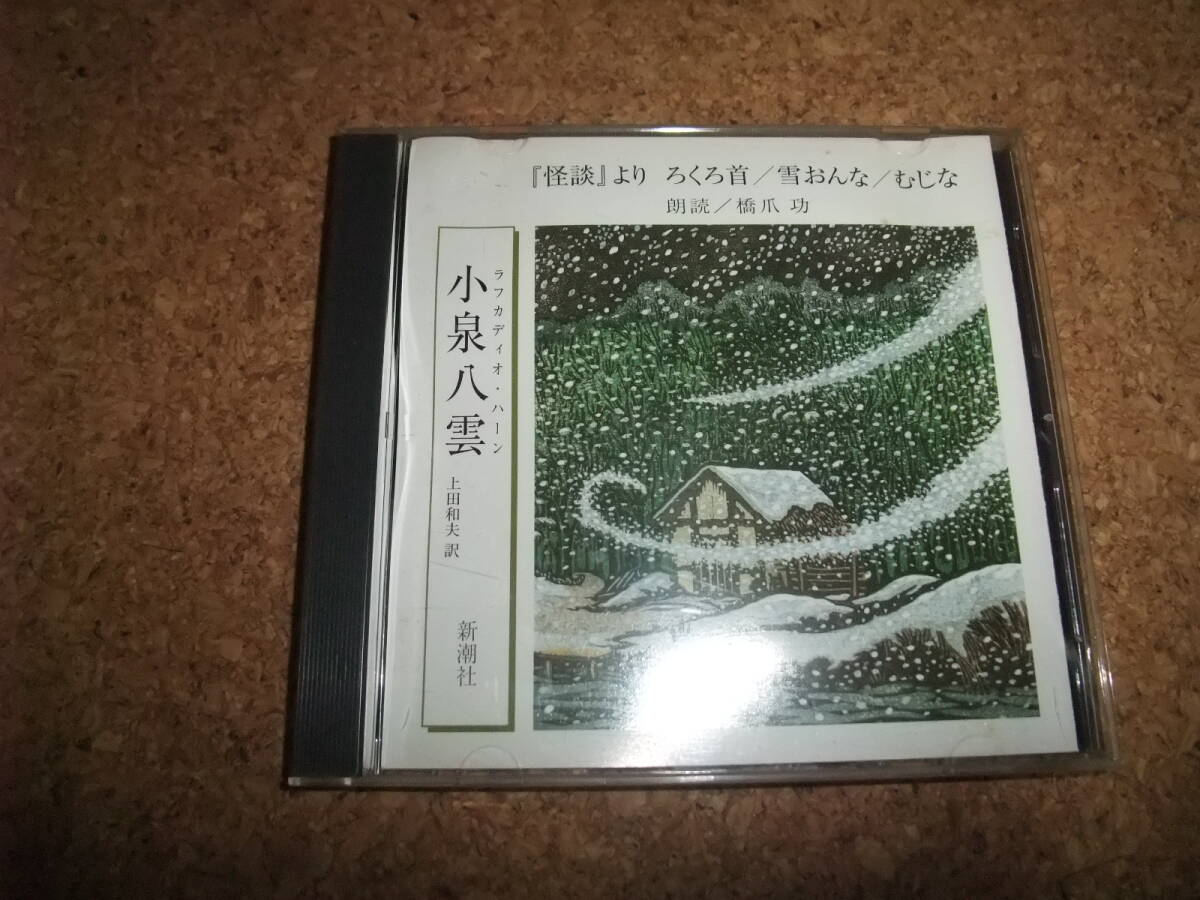 『怪談』より ろくろ首／雪おんな／むじな
朗読／橋爪 功
ラフカディオ・ハーン
小泉八雲
上田和夫 訳
新潮社